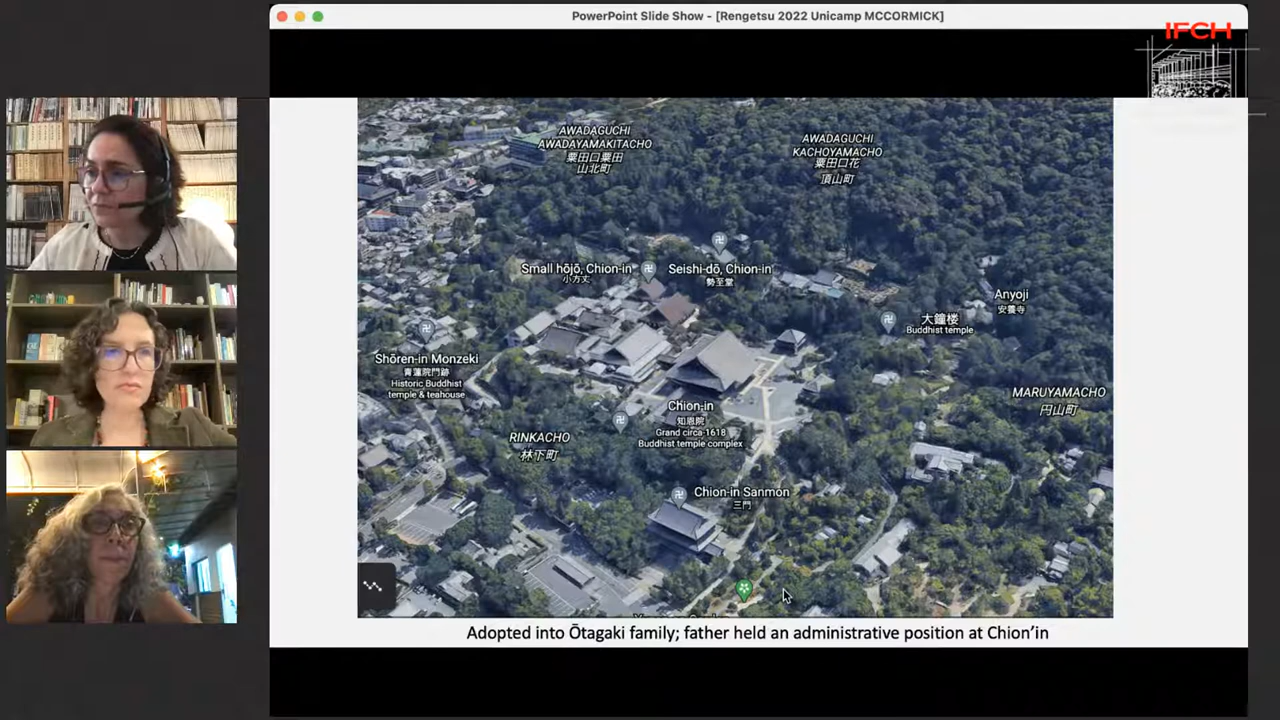 PowerPoint Slide Show - [Rengetsu 2022 Unicamp MCCORMICK]
IFCH
AWADAGUCHI
AWADAYAMAKITACHO
粟田口粟田
山北町
AWADAGUCHI
KACHOYAMACHO
粟田口花
頂山町
Small hōjō, Chion-in
小方丈
Seishi-dō, Chion-in
勢至堂
Anyoji
安養寺
大鐘楼
Buddhist temple
Shōren-in Monzeki
青蓮院門跡
Historic Buddhist
temple & teahouse
MARUYAMACHO
円山町
Chion-in
知恩院
Grand circa-1618
Buddhist temple complex
RINKACHO
林下町
Chion-in Sanmon
三門
Adopted into Ōtagaki family; father held an administrative position at Chion'in